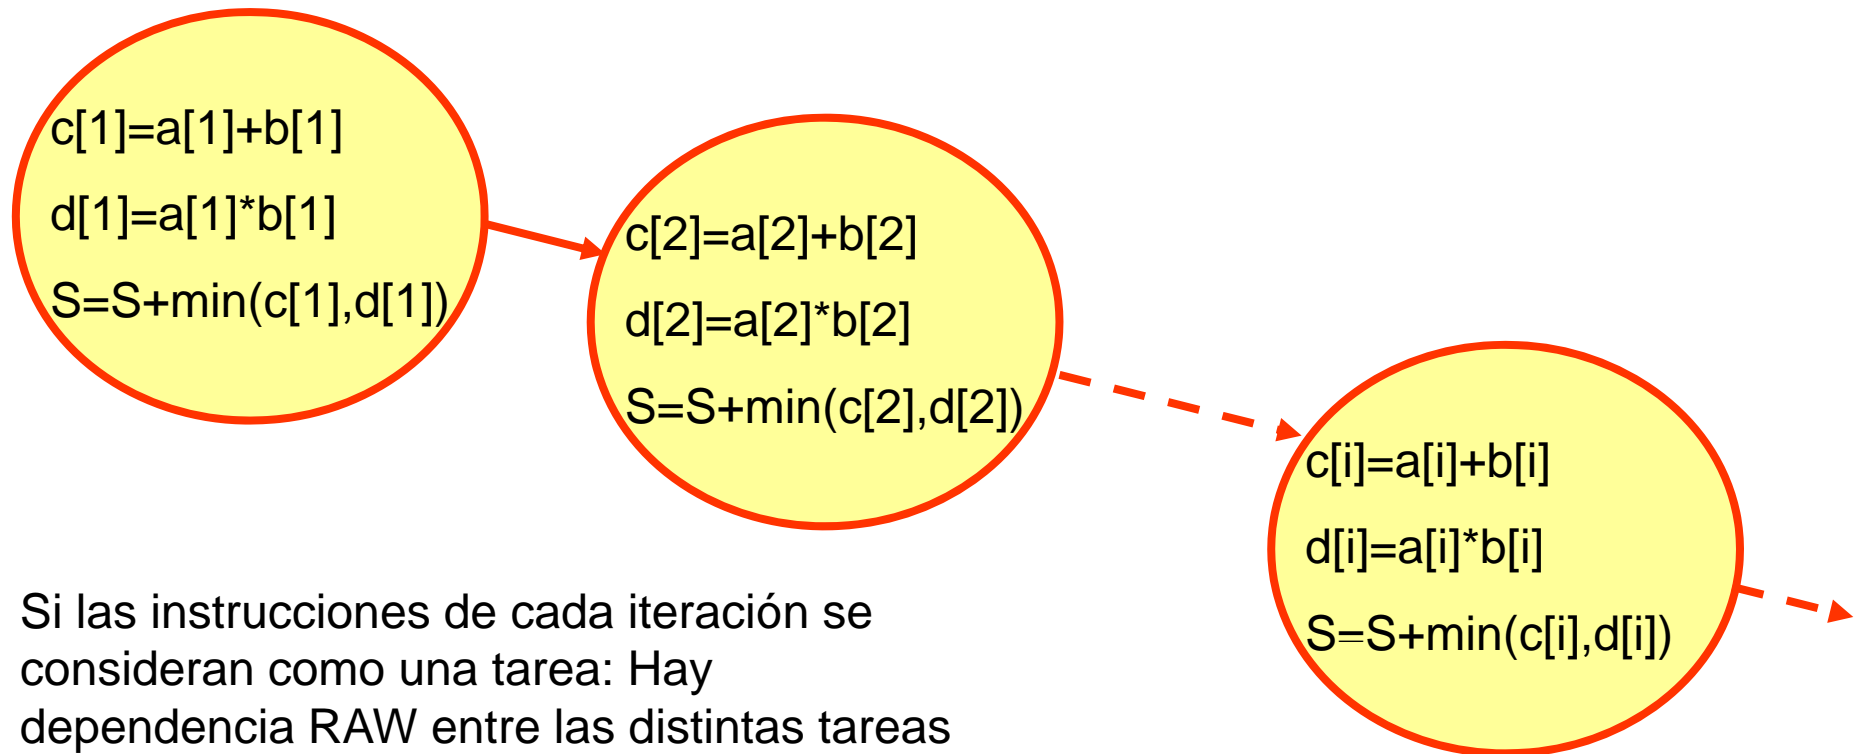 c[1]=a[1]+b[1]
d[1]=a[1]*b[1]
S=S+min(c[1],d[1])
c[2]=a[2]+b[2]
d[2]=a[2]*b[2]
S=S+min(c[2],d[2])
c[i]=a[i]+b[i]
d[i]=a[i]*b[i]
S=S+min(c[i],d[i])
Si las instrucciones de cada iteración se
consideran como una tarea: Hay
dependencia RAW entre las distintas tareas